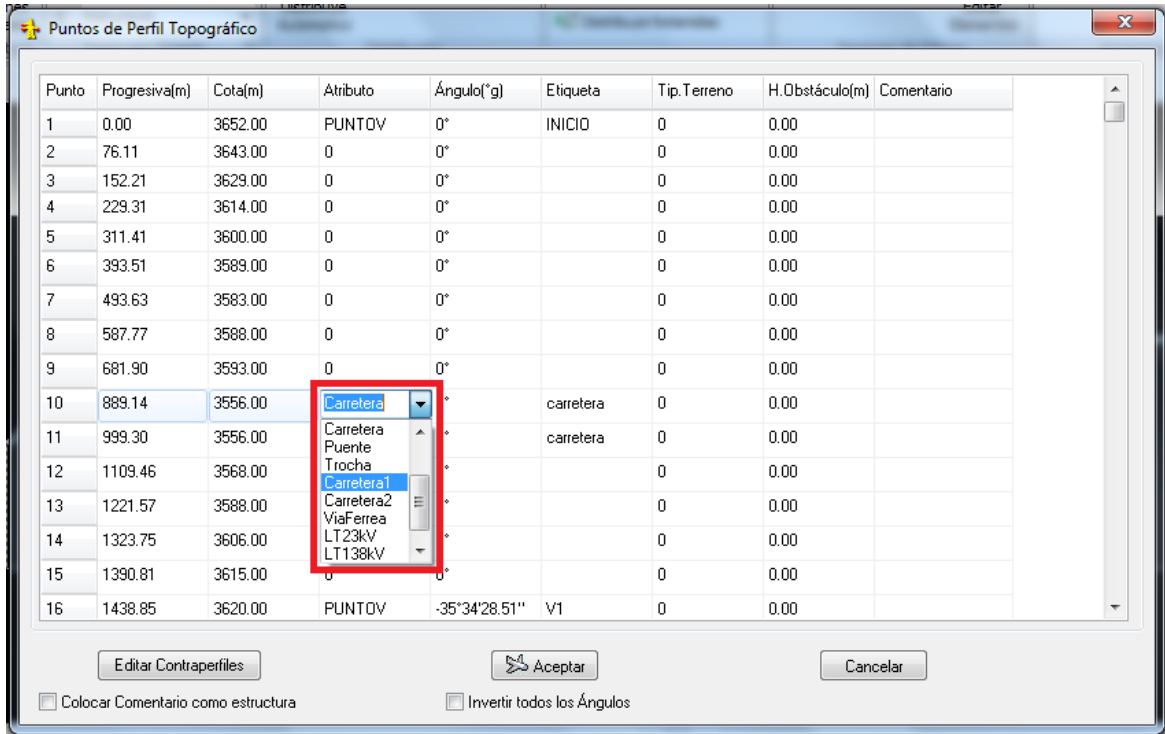 Distribuye
Editar
Puntos de Perfil Topográfico
Punto Progresiva(m) Cota(m) Atributo Ángulo(°g) Etiqueta Tip.Terreno H.Obstáculo(m) Comentario
1 0.00 3652.00 PUNTOV 0° INICIO 0 0.00
2 76.11 3643.00 0 0° 0 0.00
3 152.21 3629.00 0 0° 0 0.00
4 229.31 3614.00 0 0° 0 0.00
5 311.41 3600.00 0 0° 0 0.00
6 393.51 3589.00 0 0° 0 0.00
7 493.63 3583.00 0 0° 0 0.00
8 587.77 3588.00 0 0° 0 0.00
9 681.90 3593.00 0 0° 0 0.00
10 889.14 3556.00 Carretera ° carretera 0 0.00
Carretera
11 999.30 3556.00 ° carretera 0 0.00
Puente
Trocha
12 1109.46 3568.00 ° 0 0.00
Carretera1
Carretera2
13 1221.57 3588.00 ° 0 0.00
ViaFerrea
LT23kV
14 1323.75 3606.00 ° 0 0.00
LT138kV
15 1390.81 3615.00 0 0° 0 0.00
16 1438.85 3620.00 PUNTOV -35°34'28.51'' V1 0 0.00
Editar Contraperfiles Aceptar Cancelar
Colocar Comentario como estructura Invertir todos los Ángulos